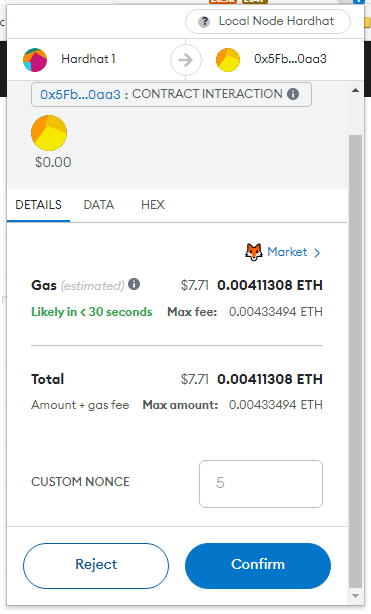 Local Node Hardhat
Hardhat 1 0x5Fb...0aa3
0x5Fb...0aa3 : CONTRACT INTERACTION
$0.00
DETAILS DATA HEX
Market >
Gas (estimated) $7.71 0.00411308 ETH
Likely in < 30 seconds Max fee: 0.00433494 ETH
Total $7.71 0.00411308 ETH
Amount + gas fee Max amount: 0.00433494 ETH
CUSTOM NONCE 5
Reject Confirm